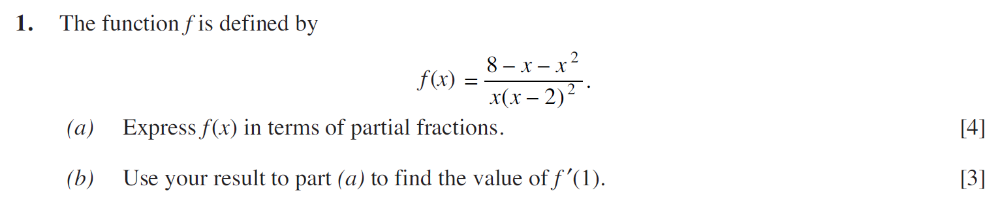 1. The function f is defined by
f(x) = \frac{8 - x - x^2}{x(x - 2)^2}.
(a) Express f(x) in terms of partial fractions. [4]
(b) Use your result to part (a) to find the value of f′(1). [3]